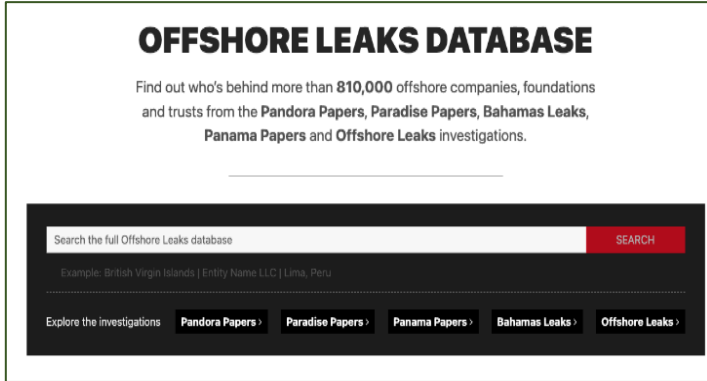 OFFSHORE LEAKS DATABASE
Find out who's behind more than 810,000 offshore companies, foundations
and trusts from the Pandora Papers, Paradise Papers, Bahamas Leaks,
Panama Papers and Offshore Leaks investigations.
Search the full Offshore Leaks database SEARCH
Example: British Virgin Islands | Entity Name LLC | Lima, Peru
Explore the investigations Pandora Papers › Paradise Papers › Panama Papers › Bahamas Leaks › Offshore Leaks ›